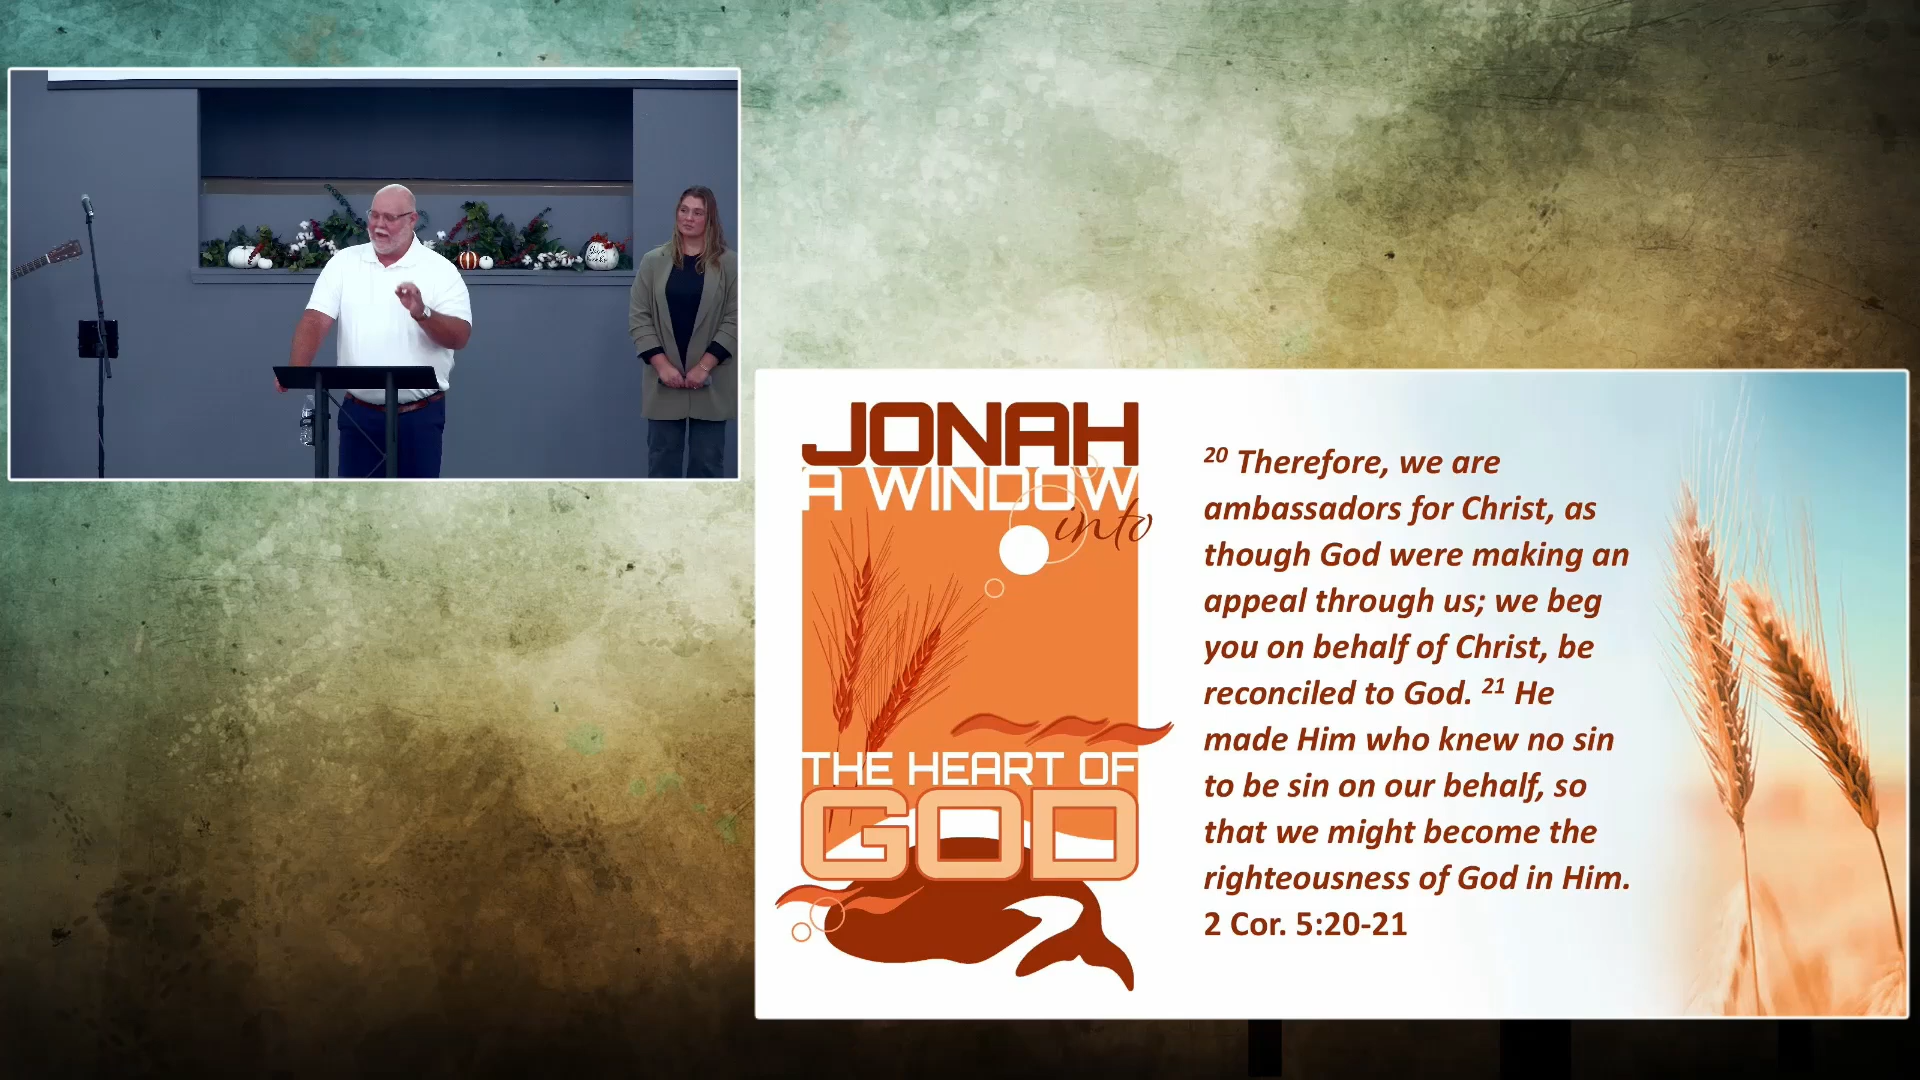 JONAH
A WINDOW
into
THE HEART OF
GOD
20 Therefore, we are
ambassadors for Christ, as
though God were making an
appeal through us; we beg
you on behalf of Christ, be
reconciled to God. 21 He
made Him who knew no sin
to be sin on our behalf, so
that we might become the
righteousness of God in Him.
2 Cor. 5:20-21